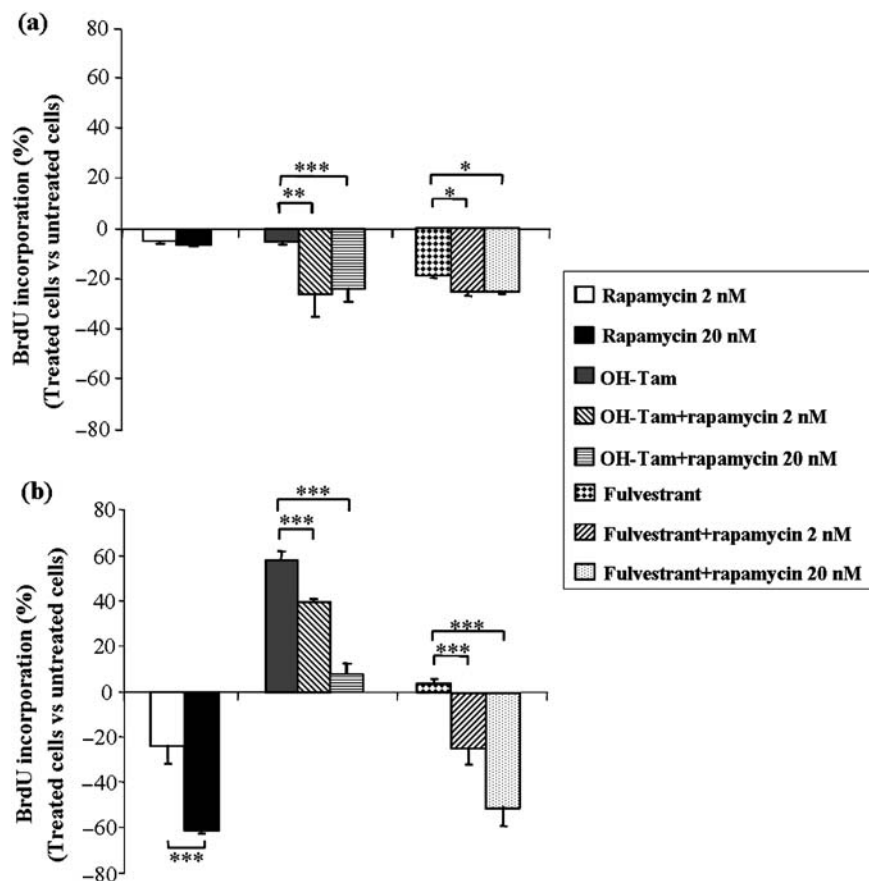 (a)
BrdU incorporation (%)
(Treated cells vs untreated cells)
80
60
40
20
0
−20
−40
−60
−80
***
**
*
*
Rapamycin 2 nM
Rapamycin 20 nM
OH-Tam
OH-Tam+rapamycin 2 nM
OH-Tam+rapamycin 20 nM
Fulvestrant
Fulvestrant+rapamycin 2 nM
Fulvestrant+rapamycin 20 nM
(b)
BrdU incorporation (%)
(Treated cells vs untreated cells)
80
60
40
20
0
−20
−40
−60
−80
***
***
***
***
***